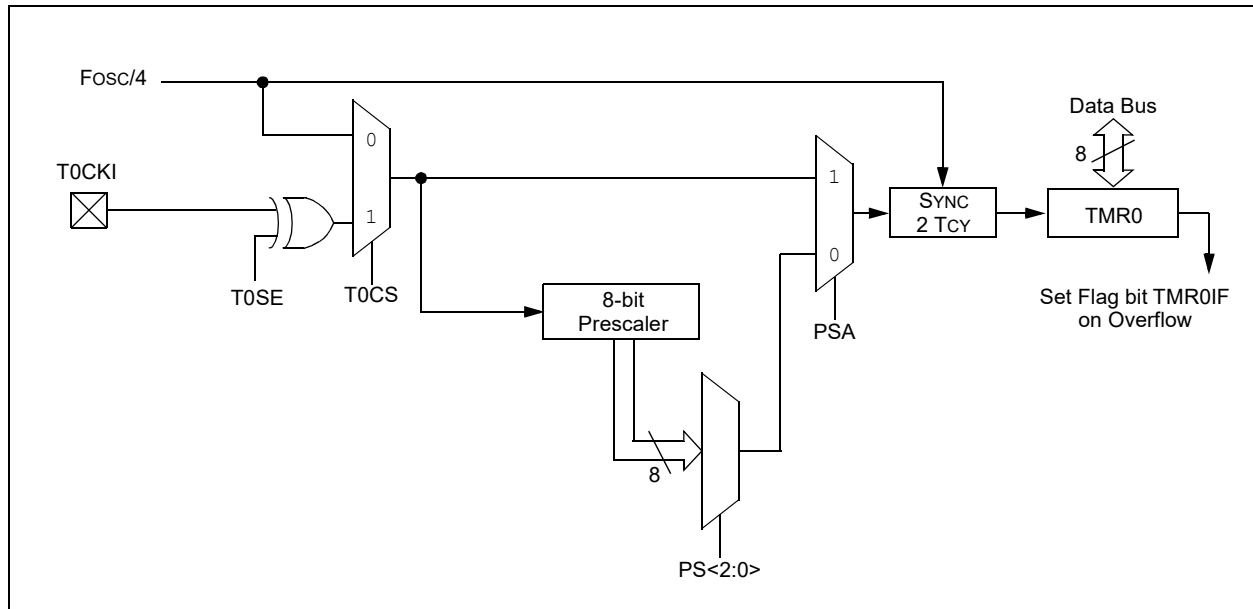 FOSC/4
Data Bus
8
T0CKI
0
1
1
SYNC
2 TCY
TMR0
0
T0SE
T0CS
8-bit
Prescaler
PSA
Set Flag bit TMR0IF
on Overflow
8
PS<2:0>